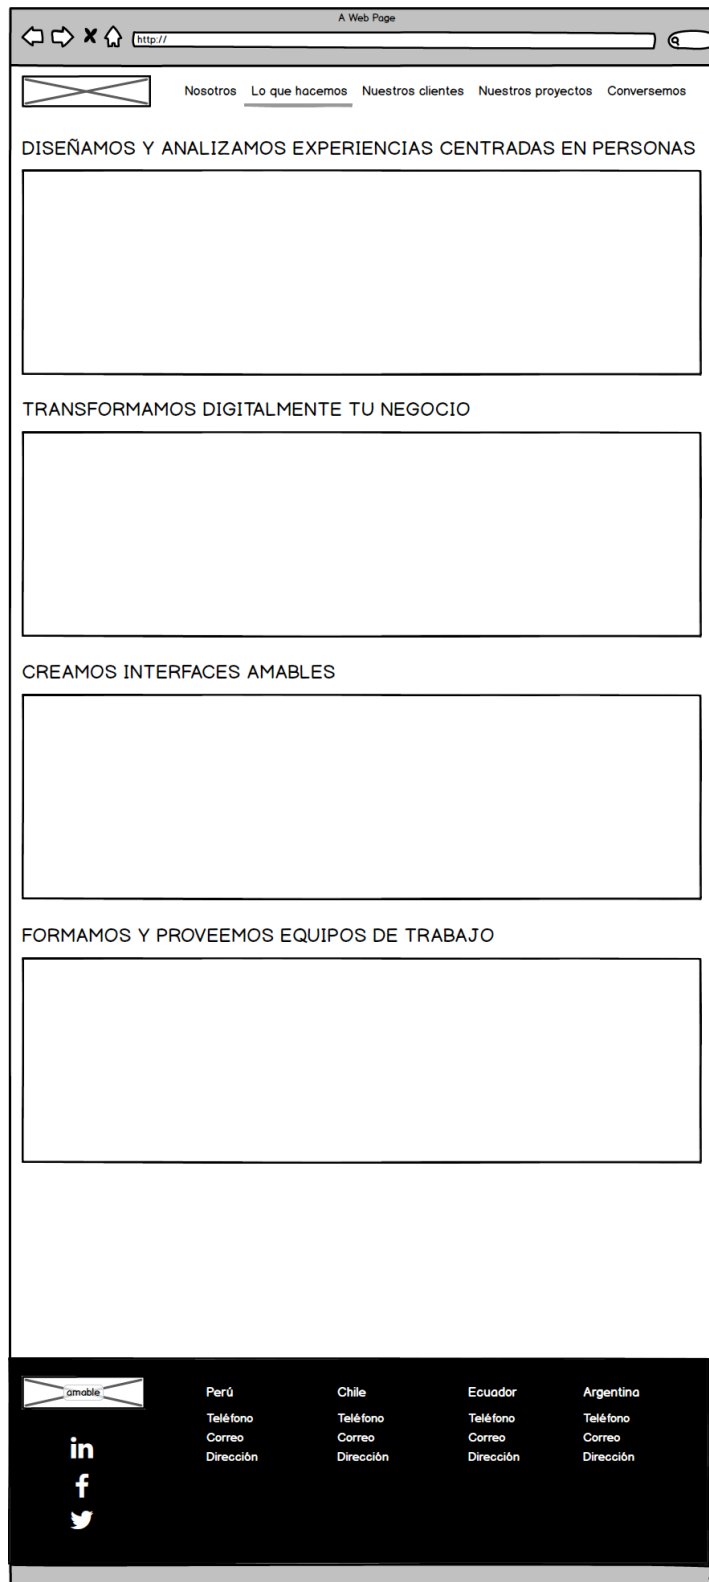 A Web Page
http://
Nosotros Lo que hacemos Nuestros clientes Nuestros proyectos Conversemos
DISEÑAMOS Y ANALIZAMOS EXPERIENCIAS CENTRADAS EN PERSONAS
TRANSFORMAMOS DIGITALMENTE TU NEGOCIO
CREAMOS INTERFACES AMABLES
FORMAMOS Y PROVEEMOS EQUIPOS DE TRABAJO
amable Perú Chile Ecuador Argentina
Teléfono Teléfono Teléfono Teléfono
Correo Correo Correo Correo
Dirección Dirección Dirección Dirección